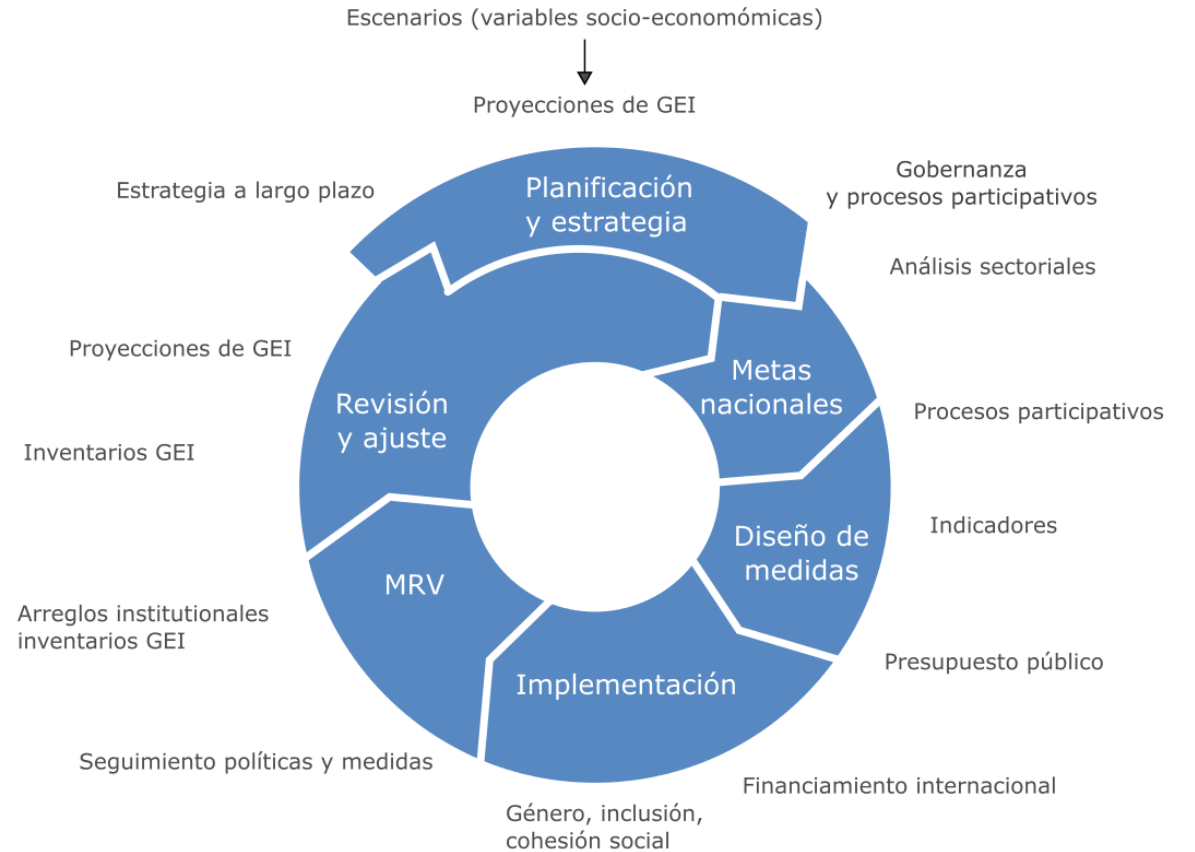 Escenarios (variables socio-econonómicas)
Proyecciones de GEI
Estrategia a largo plazo
Planificación
y estrategia
Gobernanza
y procesos participativos
Análisis sectoriales
Proyecciones de GEI
Metas
nacionales
Revisión
y ajuste
Procesos participativos
Inventarios GEI
Indicadores
Diseño de
medidas
MRV
Arreglos institutionales
inventarios GEI
Presupuesto público
Implementación
Seguimiento políticas y medidas
Financiamiento internacional
Género, inclusión,
cohesión social